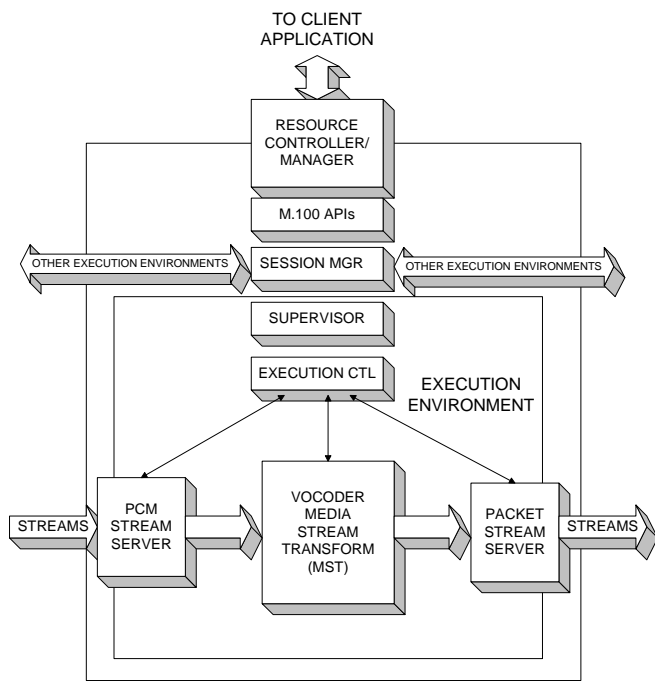 TO CLIENT
APPLICATION
RESOURCE
CONTROLLER/
MANAGER
M.100 APIs
OTHER EXECUTION ENVIRONMENTS
SESSION MGR
OTHER EXECUTION ENVIRONMENTS
SUPERVISOR
EXECUTION CTL
EXECUTION
ENVIRONMENT
STREAMS
PCM
STREAM
SERVER
VOCODER
MEDIA
STREAM
TRANSFORM
(MST)
PACKET
STREAM
SERVER
STREAMS